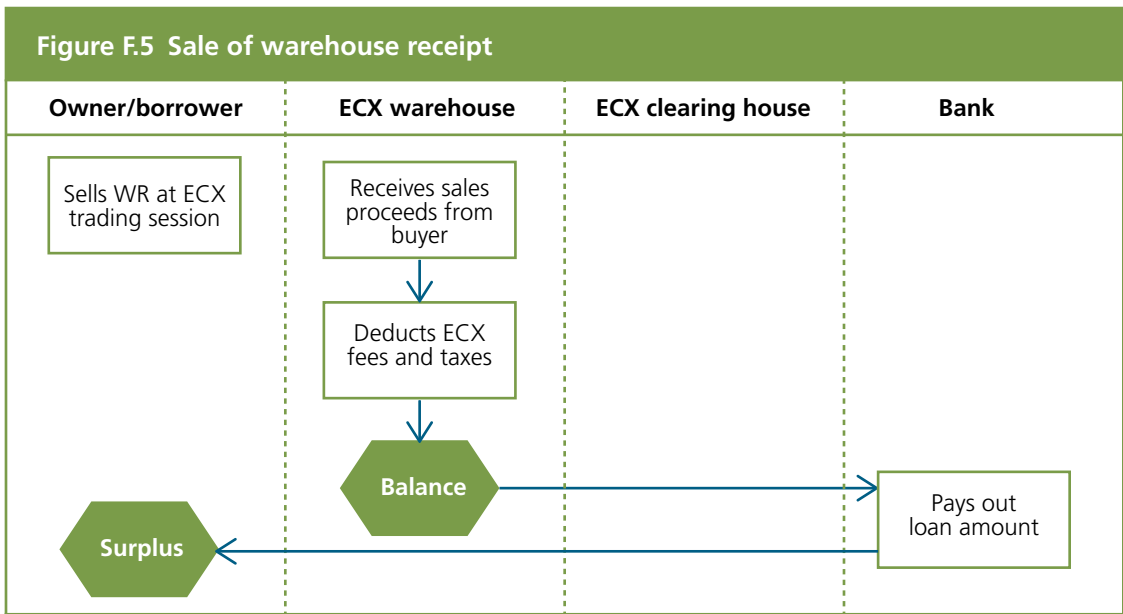 Figure F.5 Sale of warehouse receipt
Owner/borrower
ECX warehouse
ECX clearing house
Bank
Sells WR at ECX
trading session
Receives sales
proceeds from
buyer
Deducts ECX
fees and taxes
Balance
Pays out
loan amount
Surplus